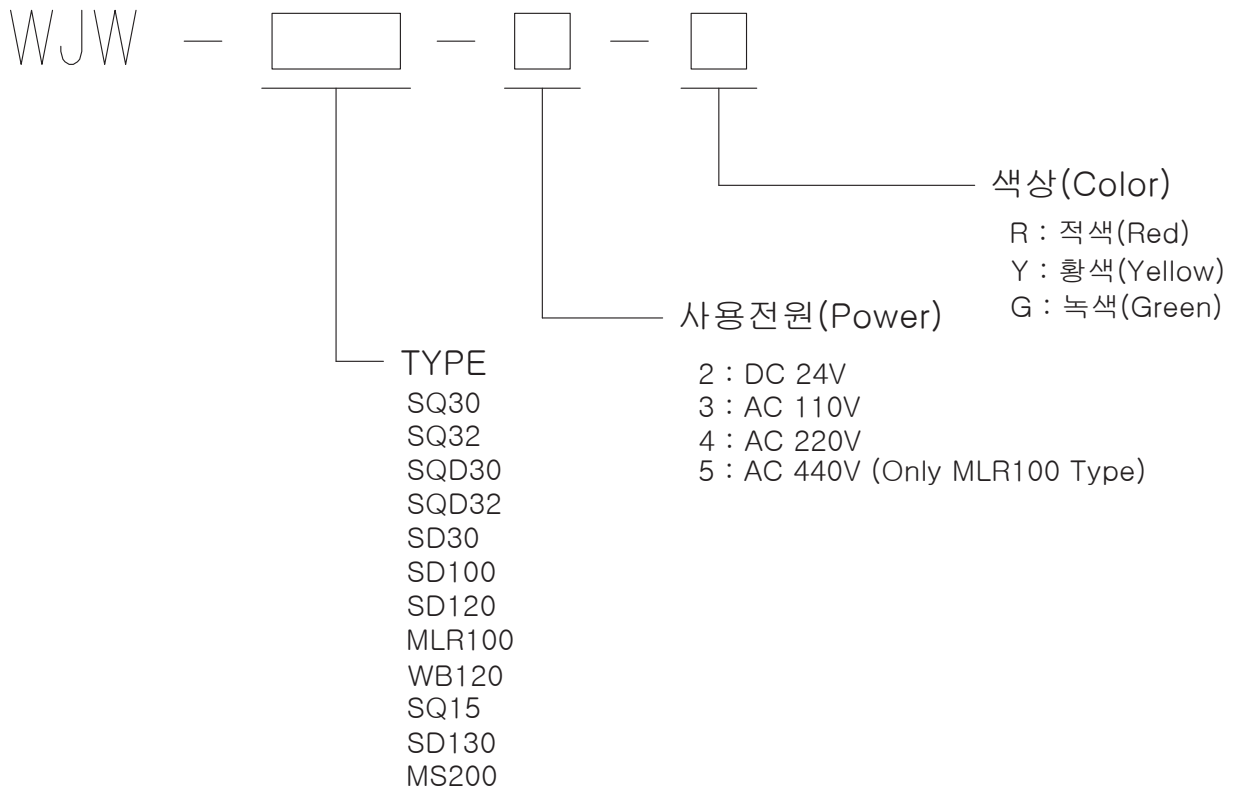 WJW - □ - □ - □
색상(Color)
R : 적색(Red)
Y : 황색(Yellow)
G : 녹색(Green)
사용전원(Power)
2 : DC 24V
3 : AC 110V
4 : AC 220V
5 : AC 440V (Only MLR100 Type)
TYPE
SQ30
SQ32
SQD30
SQD32
SD30
SD100
SD120
MLR100
WB120
SQ15
SD130
MS200